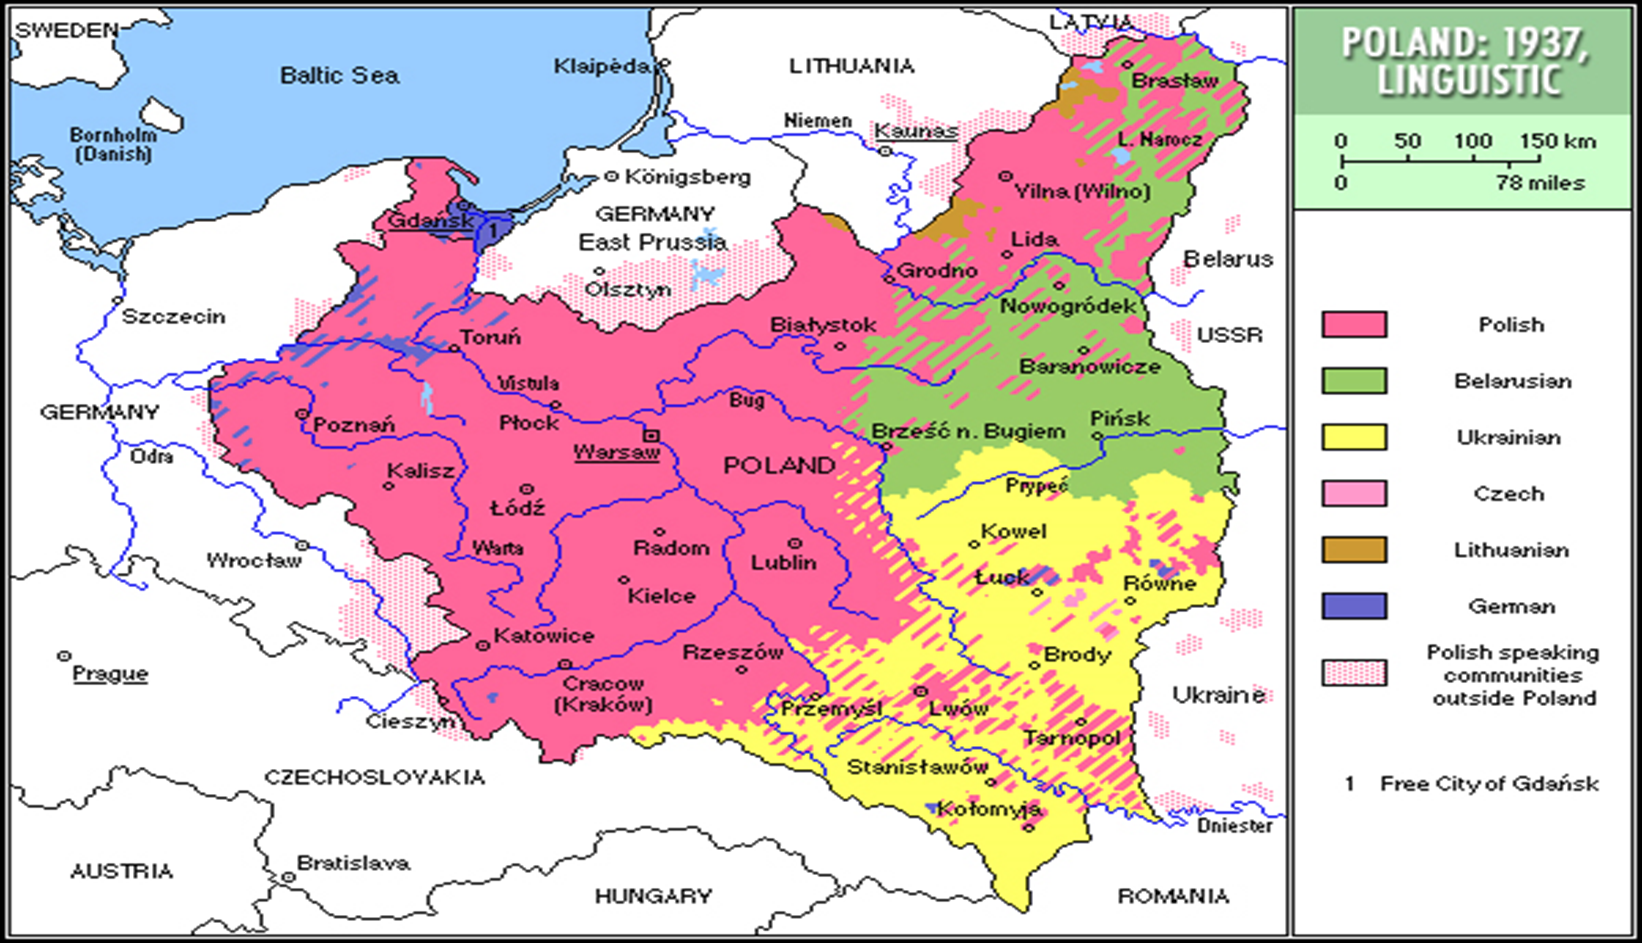 SWEDEN
Baltic Sea
Klaipėda
LITHUANIA
LATVIA
Brasław
Bornholm
(Danish)
Niemen
Kaunas
L. Narocz
Königsberg
Vilna (Wilno)
GERMANY
East Prussia
Gdańsk
1
Lida
Belarus
Grodno
Olsztyn
Nowogródek
Szczecin
Toruń
Białystok
USSR
Baranowicze
Vistula
Bug
GERMANY
Poznań
Płock
Brześć n. Bugiem
Pińsk
Odra
Warsaw
POLAND
Kalisz
Prypeć
Łódź
Kowel
Wrocław
Warta
Radom
Lublin
Łuck
Równe
Kielce
Katowice
Rzeszów
Brody
Prague
Cracow
(Kraków)
Przemyśl
Lwów
Ukraine
Cieszyn
Tarnopol
CZECHOSLOVAKIA
Stanisławów
Kołomyja
Dniester
AUSTRIA
Bratislava
HUNGARY
ROMANIA
POLAND: 1937,
LINGUISTIC
0 50 100 150 km
0 78 miles
Polish
Belarusian
Ukrainian
Czech
Lithuanian
German
Polish speaking
communities
outside Poland
1 Free City of Gdańsk